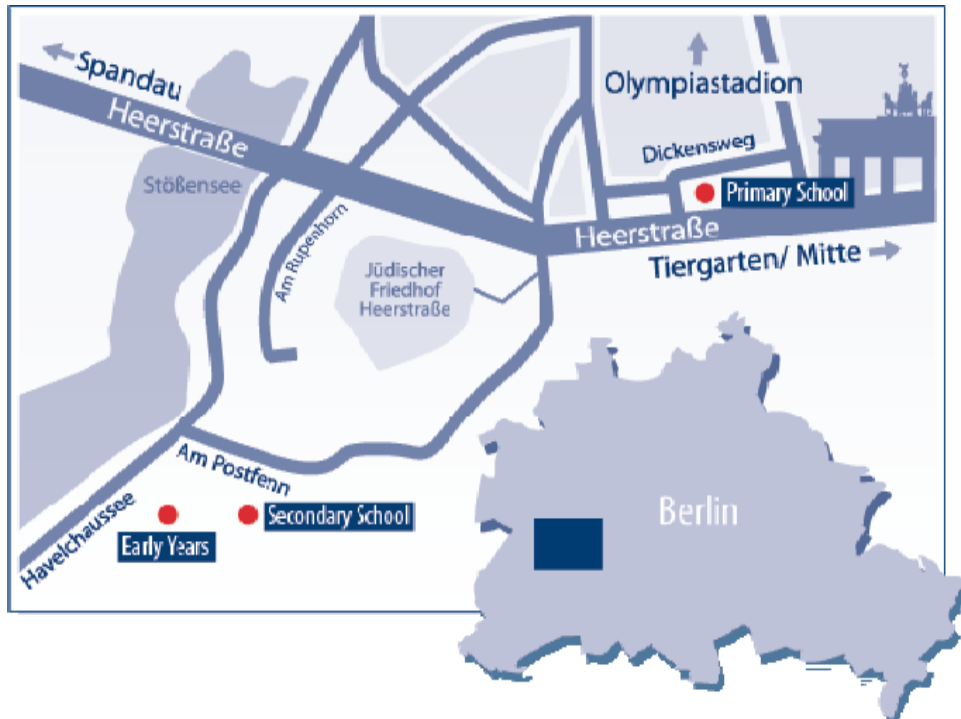 Spandau
Heerstraße
Olympiastadion
Dickensweg
Primary School
Stößensee
Am Rupenhorn
Heerstraße
Tiergarten/ Mitte
Jüdischer
Friedhof
Heerstraße
Am Postfenn
Havelchaussee
Secondary School
Early Years
Berlin